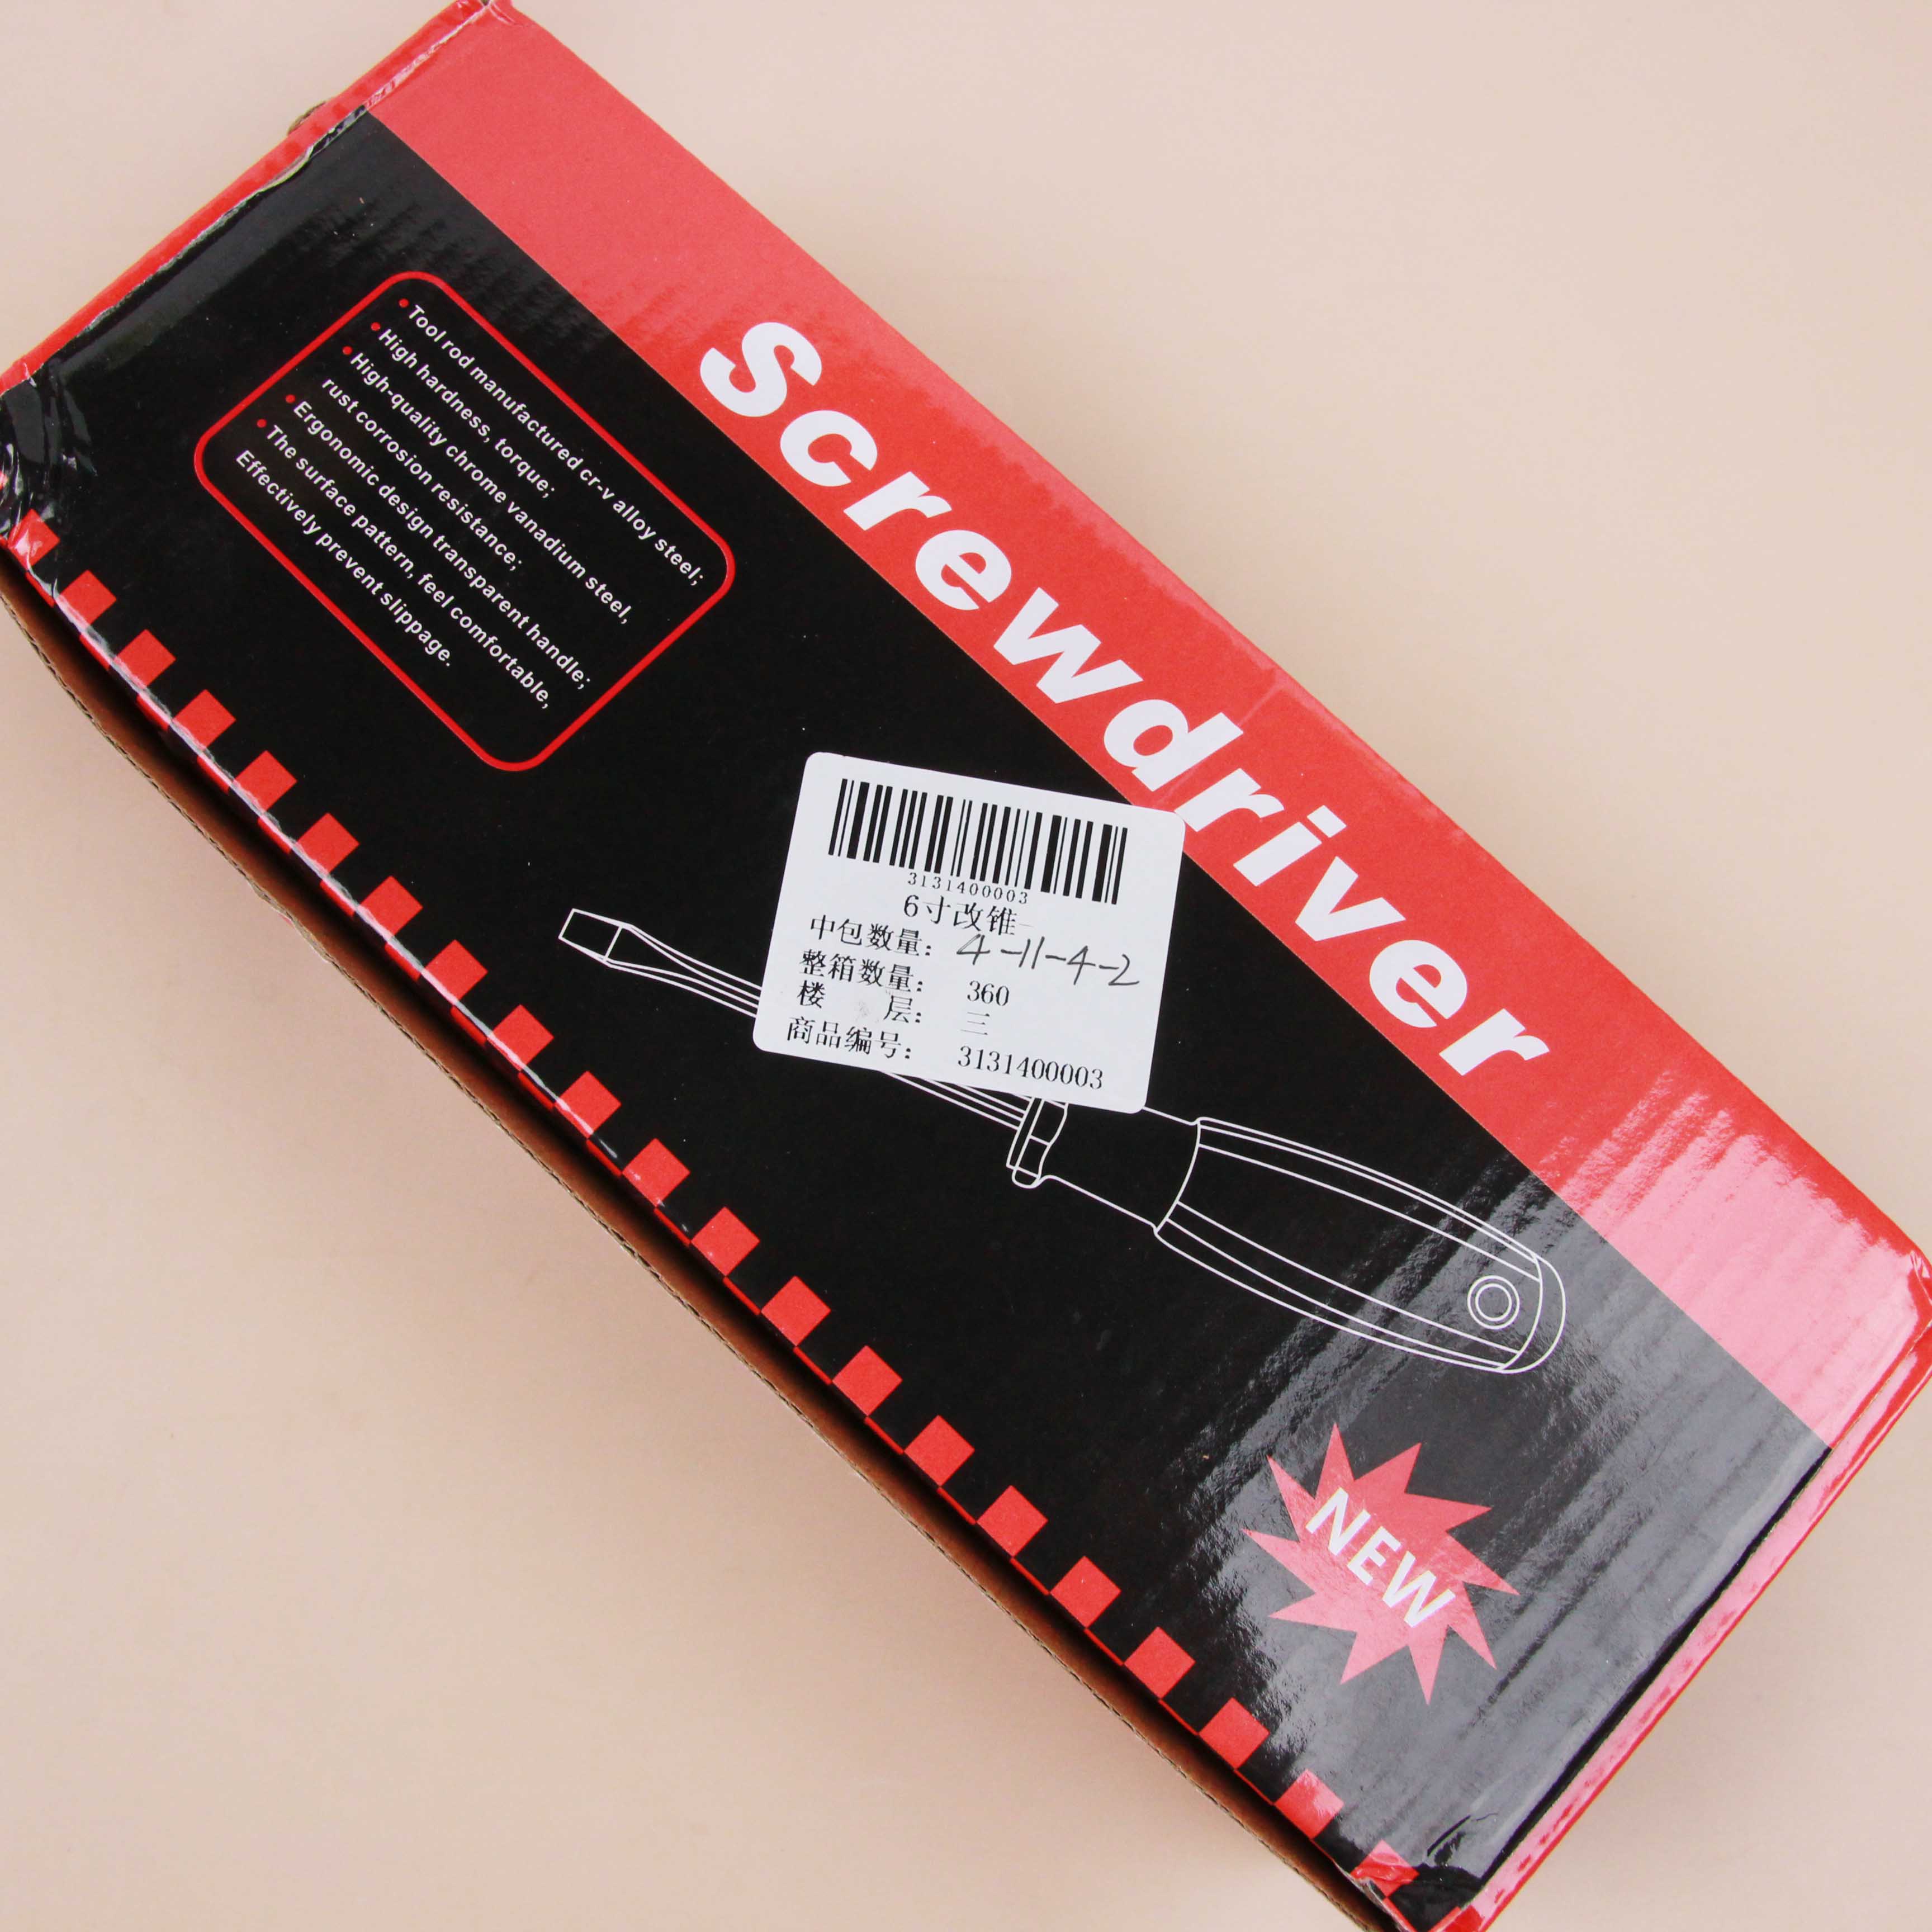 Screwdriver
Tool rod manufactured cr-v alloy steel;
High hardness, torque;
High-quality chrome vanadium steel,
rust corrosion resistance;
Ergonomic design transparent handle;
The surface pattern, feel comfortable,
Effectively prevent slippage.
3131400003
6寸改锥
中包数量: 4-11-4-2
整箱数量: 360
楼 层: 三
商品编号: 3131400003
NEW